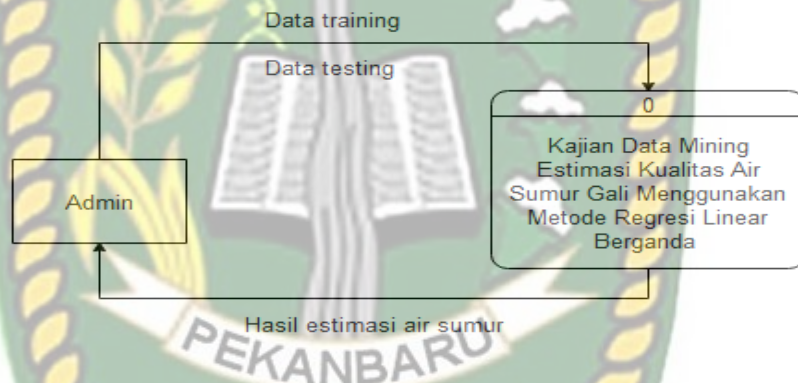 Data training
Data testing
0
Kajian Data Mining
Estimasi Kualitas Air
Sumur Gali Menggunakan
Metode Regresi Linear
Berganda
Admin
Hasil estimasi air sumur
PEKANBARU